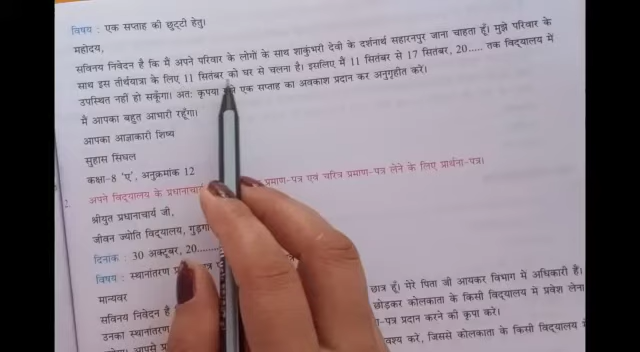 विषय : एक सप्ताह की छुट्टी हेतु।
महोदय,
सविनय निवेदन है कि मैं अपने परिवार के लोगों के साथ शाकुंभरी देवी के दर्शनार्थ सहारनपुर जाना चाहता हूँ। मुझे परिवार के
साथ इस तीर्थयात्रा के लिए 11 सितंबर को घर से चलना है। इसलिए मैं 11 सितंबर से 17 सितंबर, 20..... तक विद्यालय में
उपस्थित नहीं हो सकूँगा। अतः कृपया एक सप्ताह का अवकाश प्रदान कर अनुगृहीत करें।
मैं आपका बहुत आभारी रहूँगा।
आपका आज्ञाकारी शिष्य
सुहास सिंघल
कक्षा-8 'ए', अनुक्रमांक 12
2. अपने विद्यालय के प्रधानाचार्य प्रमाण-पत्र एवं चरित्र प्रमाण-पत्र लेने के लिए प्रार्थना-पत्र।
श्रीयुत प्रधानाचार्य जी,
जीवन ज्योति विद्यालय,
दिनांक : 30 अक्टूबर, 20........
विषय : स्थानांतरण
मान्यवर छात्र हूँ। मेरे पिता जी आयकर विभाग में अधिकारी हैं।
सविनय निवेदन है छोड़कर कोलकाता के किसी विद्यालय में प्रवेश लेना
उनका स्थानांतरण प्रदान करने की कृपा करें।
आपसे करें, जिससे कोलकाता के किसी विद्यालय